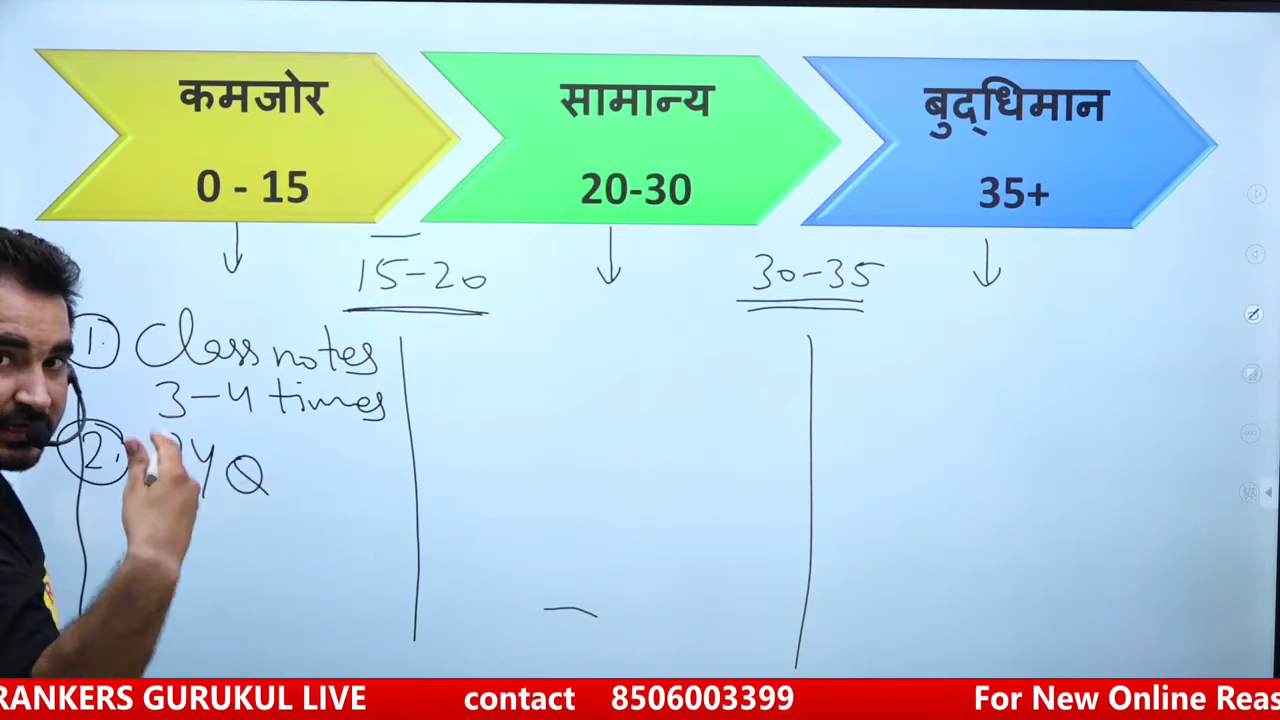 कमजोर
0 - 15
सामान्य
20-30
बुद्धिमान
35+
15-20
30-35
1. Class notes
3-4 times
2. PYQ
RANKERS GURUKUL LIVE contact 8506003399 For New Online Reas